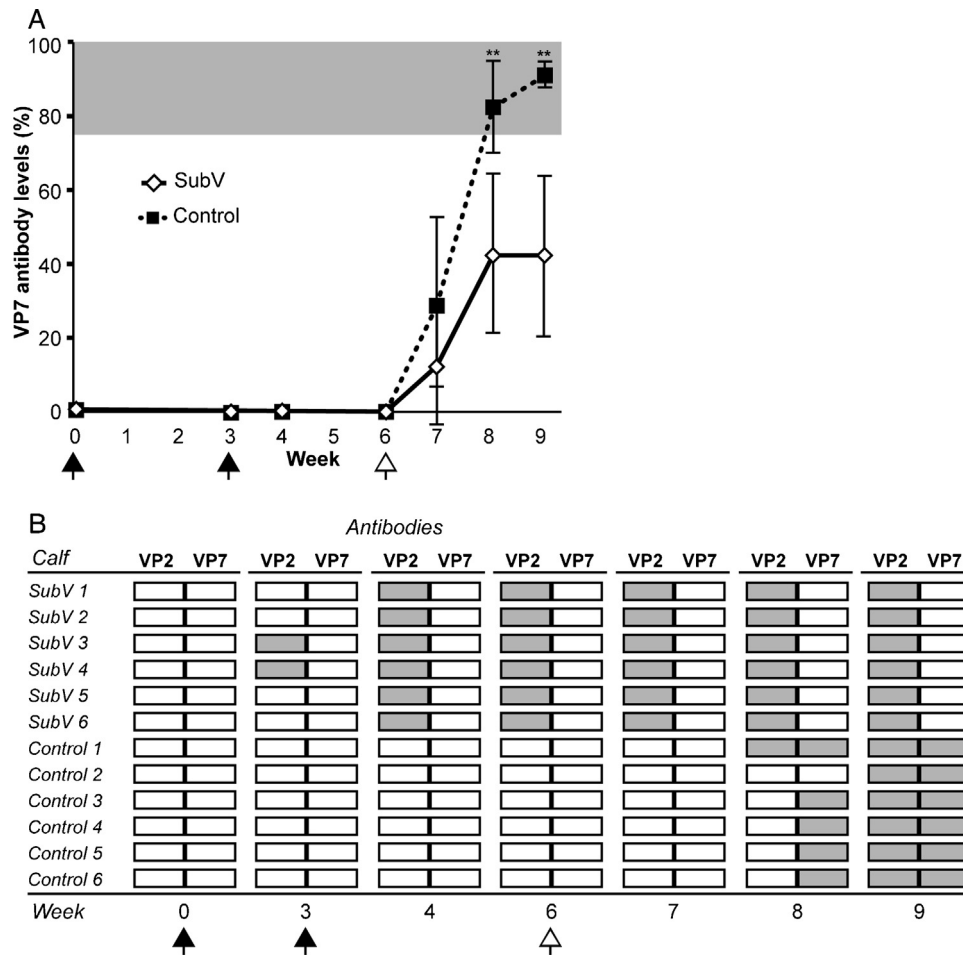 A
100
** **
80
60
40
20
0
VP7 antibody levels (%)
SubV
Control
0 1 2 3 4 5 6 7 8 9
Week
B
Antibodies
Calf VP2 VP7 VP2 VP7 VP2 VP7 VP2 VP7 VP2 VP7 VP2 VP7 VP2 VP7
SubV 1
SubV 2
SubV 3
SubV 4
SubV 5
SubV 6
Control 1
Control 2
Control 3
Control 4
Control 5
Control 6
Week 0 3 4 6 7 8 9